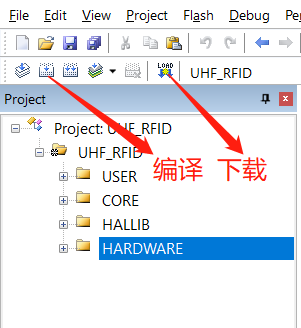 File Edit View Project Flash Debug Pe
LOAD
UHF_RFID
Project
Project: UHF_RFID
UHF_RFID
编译 下载
USER
CORE
HALLIB
HARDWARE